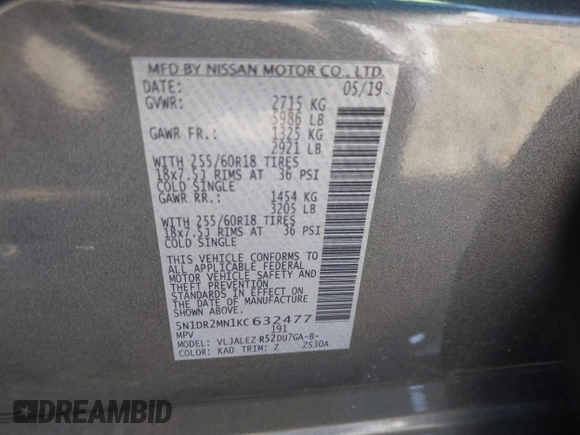 MFD BY NISSAN MOTOR CO., LTD.
DATE: 05/19
GVWR: 2715 KG
5986 LB
GAWR FR.: 1325 KG
2921 LB
WITH 255/60R18 TIRES
18x7.5J RIMS AT 36 PSI
COLD SINGLE
GAWR RR.: 1454 KG
3205 LB
WITH 255/60R18 TIRES
18x7.5J RIMS AT 36 PSI
COLD SINGLE
THIS VEHICLE CONFORMS TO
ALL APPLICABLE FEDERAL
MOTOR VEHICLE SAFETY AND
THEFT PREVENTION
STANDARDS IN EFFECT ON
THE DATE OF MANUFACTURE
SHOWN ABOVE.
5N1DR2MN1KC632477
MPV 191
MODEL: VLJALEZ R52DU7GA-B-
COLOR: KAD TRIM: Z ZS30A
DREAMBID